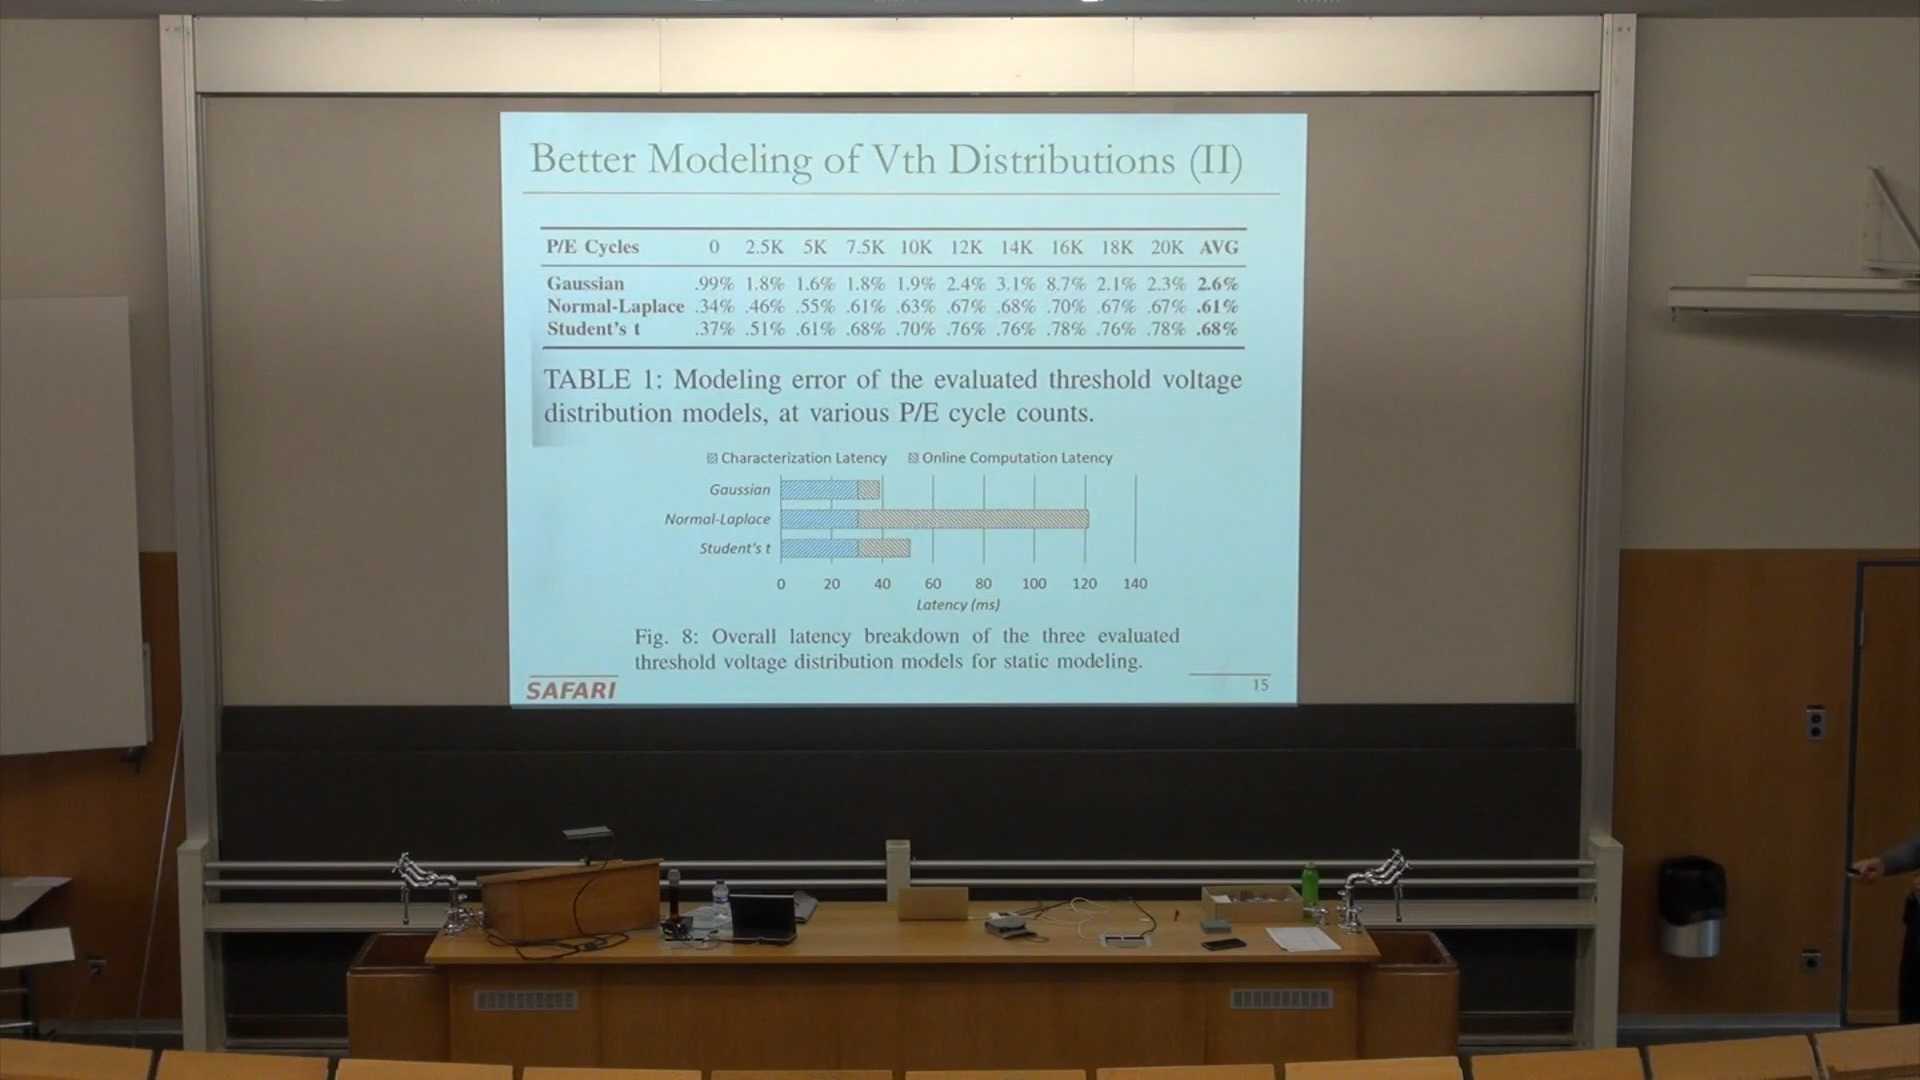 Better Modeling of Vth Distributions (II)
P/E Cycles 0 2.5K 5K 7.5K 10K 12K 14K 16K 18K 20K AVG
Gaussian .99% 1.8% 1.6% 1.8% 1.9% 2.4% 3.1% 8.7% 2.1% 2.3% 2.6%
Normal-Laplace .34% .46% .55% .61% .63% .67% .68% .70% .67% .67% .61%
Student's t .37% .51% .61% .68% .70% .76% .76% .78% .76% .78% .68%
TABLE 1: Modeling error of the evaluated threshold voltage
distribution models, at various P/E cycle counts.
Characterization Latency Online Computation Latency
Gaussian
Normal-Laplace
Student's t
0 20 40 60 80 100 120 140
Latency (ms)
Fig. 8: Overall latency breakdown of the three evaluated
threshold voltage distribution models for static modeling.
SAFARI
15